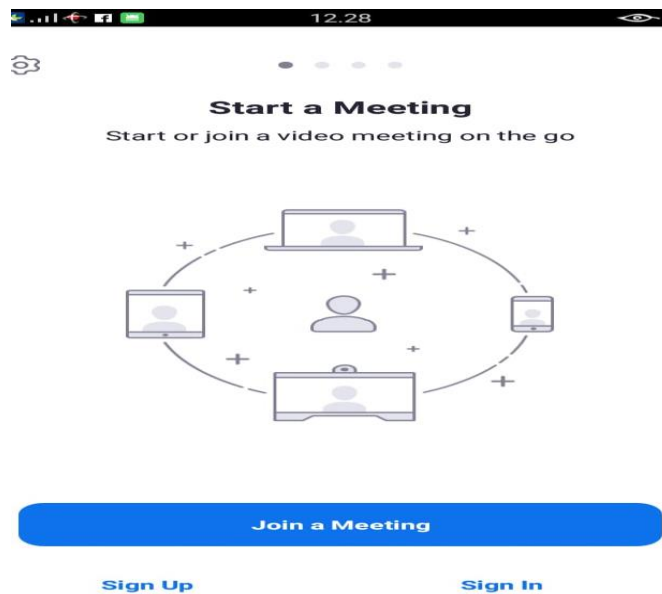 12.28
Start a Meeting
Start or join a video meeting on the go
Join a Meeting
Sign Up
Sign In